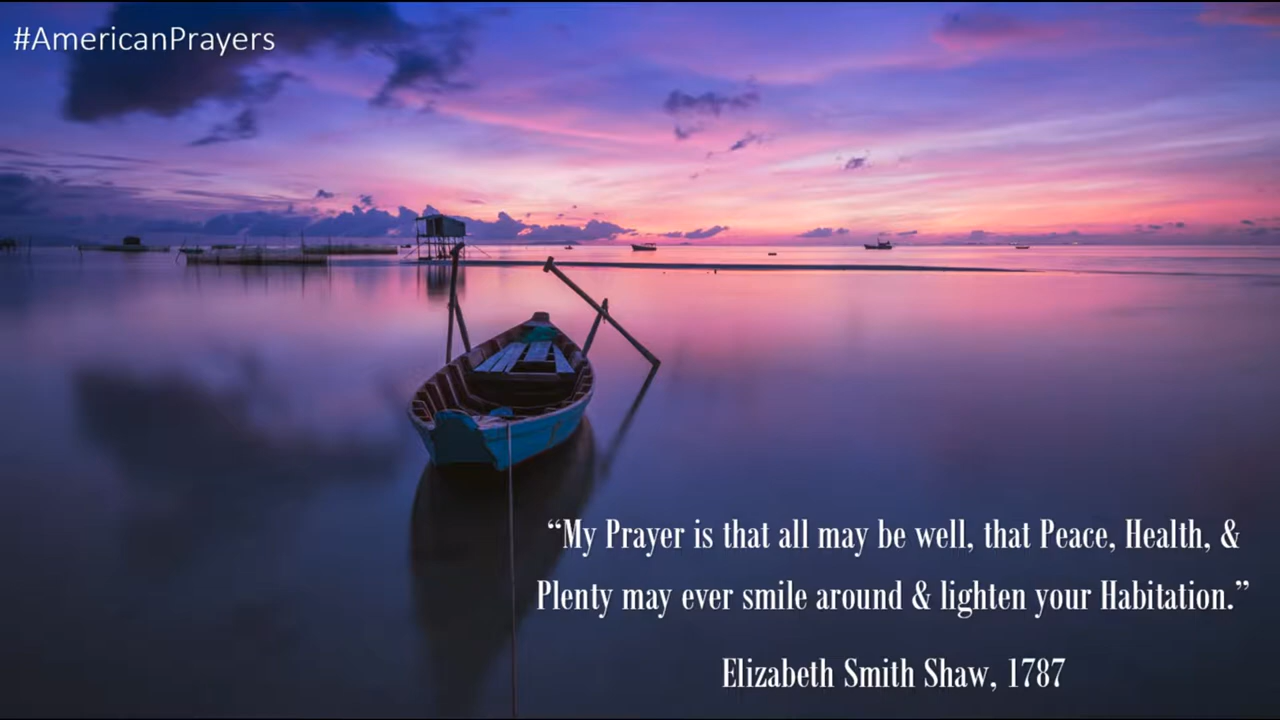 #AmericanPrayers
“My Prayer is that all may be well, that Peace, Health, &
Plenty may ever smile around & lighten your Habitation.”
Elizabeth Smith Shaw, 1787